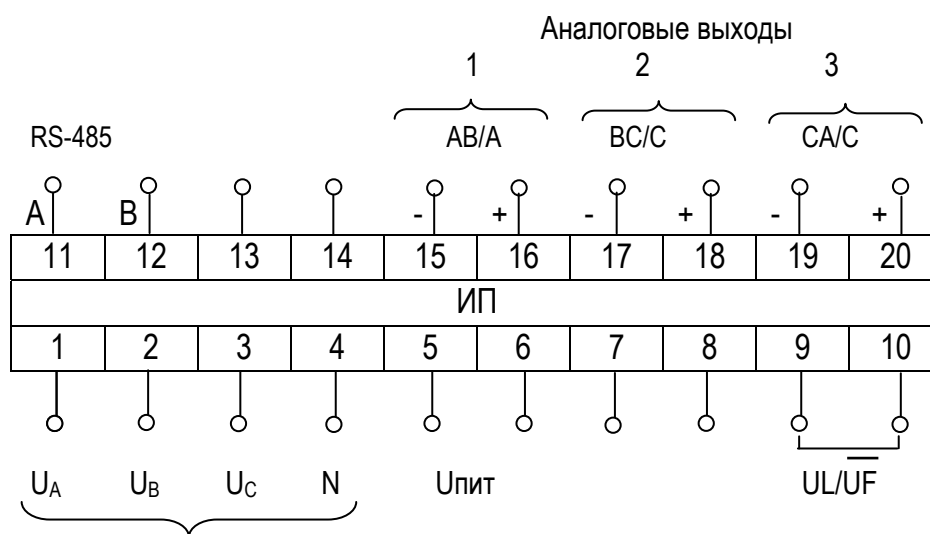 Аналоговые выходы
1 2 3
RS-485 AB/A BC/C CA/C
A B - + - + - +
11 12 13 14 15 16 17 18 19 20
ИП
1 2 3 4 5 6 7 8 9 10
UA UB UC N Uпит UL/UF